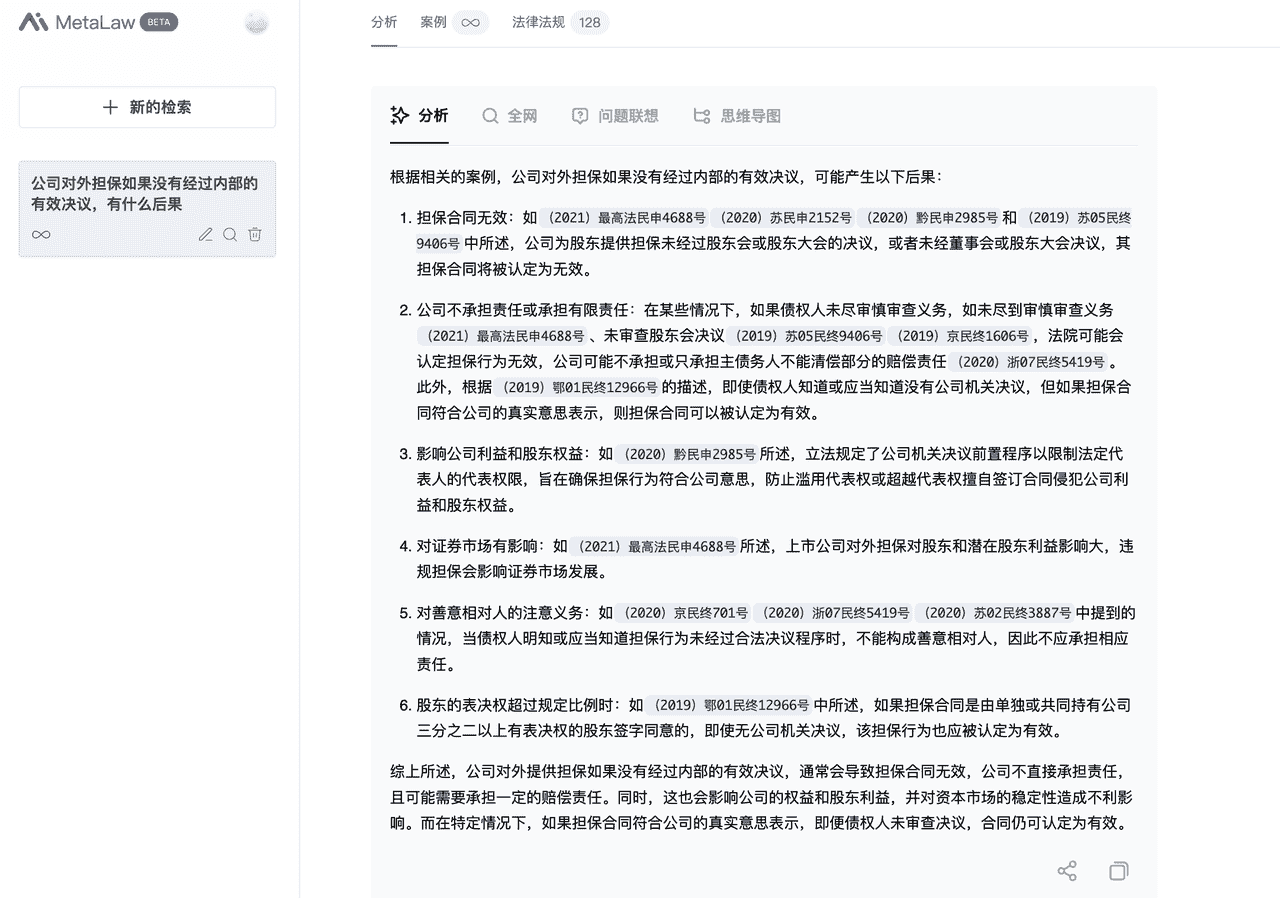 MetaLaw BETA
新的检索
公司对外担保如果没有经过内部的
有效决议，有什么后果
分析 案例 法律法规 128
分析 全网 问题联想 思维导图
根据相关的案例，公司对外担保如果没有经过内部的有效决议，可能产生以下后果：
1. 担保合同无效：如（2021）最高法民申4688号（2020）苏民申2152号（2020）黔民申2985号和（2019）苏05民终
9406号中所述，公司为股东提供担保未经过股东会或股东大会的决议，或者未经董事会或股东大会决议，其
担保合同将被认定为无效。
2. 公司不承担责任或承担有限责任：在某些情况下，如果债权人未尽审慎审查义务，如未尽到审慎审查义务
（2021）最高法民申4688号、未审查股东会决议（2019）苏05民终9406号（2019）京民终1606号，法院可能会
认定担保行为无效，公司可能不承担或只承担主债务人不能清偿部分的赔偿责任（2020）浙07民终5419号。
此外，根据（2019）鄂01民终12966号的描述，即使债权人知道或应当知道没有公司机关决议，但如果担保合
同符合公司的真实意思表示，则担保合同可以被认定为有效。
3. 影响公司利益和股东权益：如（2020）黔民申2985号所述，立法规定了公司机关决议前置程序以限制法定代
表人的代表权限，旨在确保担保行为符合公司意思，防止滥用代表权或超越代表权擅自签订合同侵犯公司利
益和股东权益。
4. 对证券市场有影响：如（2021）最高法民申4688号所述，上市公司对外担保对股东和潜在股东利益影响大，违
规担保会影响证券市场发展。
5. 对善意相对人的注意义务：如（2020）京民终701号（2020）浙07民终5419号（2020）苏02民终3887号中提到的
情况，当债权人明知或应当知道担保行为未经过合法决议程序时，不能构成善意相对人，因此不应承担相应
责任。
6. 股东的表决权超过规定比例时：如（2019）鄂01民终12966号中所述，如果担保合同是由单独或共同持有公司
三分之二以上有表决权的股东签字同意的，即使无公司机关决议，该担保行为也应被认定为有效。
综上所述，公司对外提供担保如果没有经过内部的有效决议，通常会导致担保合同无效，公司不直接承担责任，
且可能需要承担一定的赔偿责任。同时，这也会影响公司的权益和股东利益，并对资本市场的稳定性造成不利影
响。而在特定情况下，如果担保合同符合公司的真实意思表示，即便债权人未审查决议，合同仍可认定为有效。